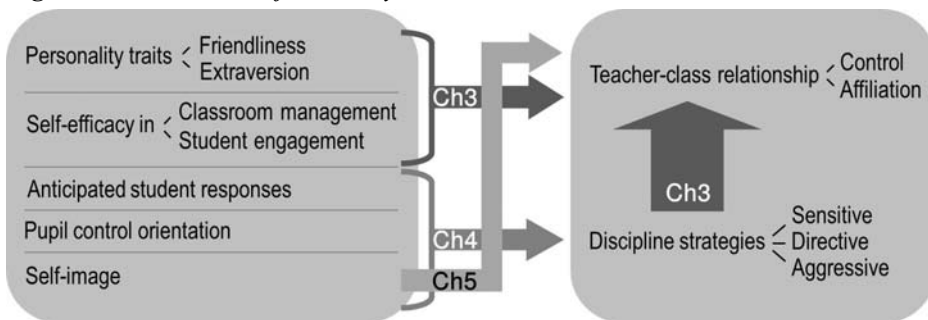 Personality traits
Friendliness
Extraversion
Self-efficacy in
Classroom management
Student engagement
Anticipated student responses
Pupil control orientation
Self-image
Ch3
Ch4
Ch5
Teacher-class relationship
Control
Affiliation
Ch3
Discipline strategies
Sensitive
Directive
Aggressive